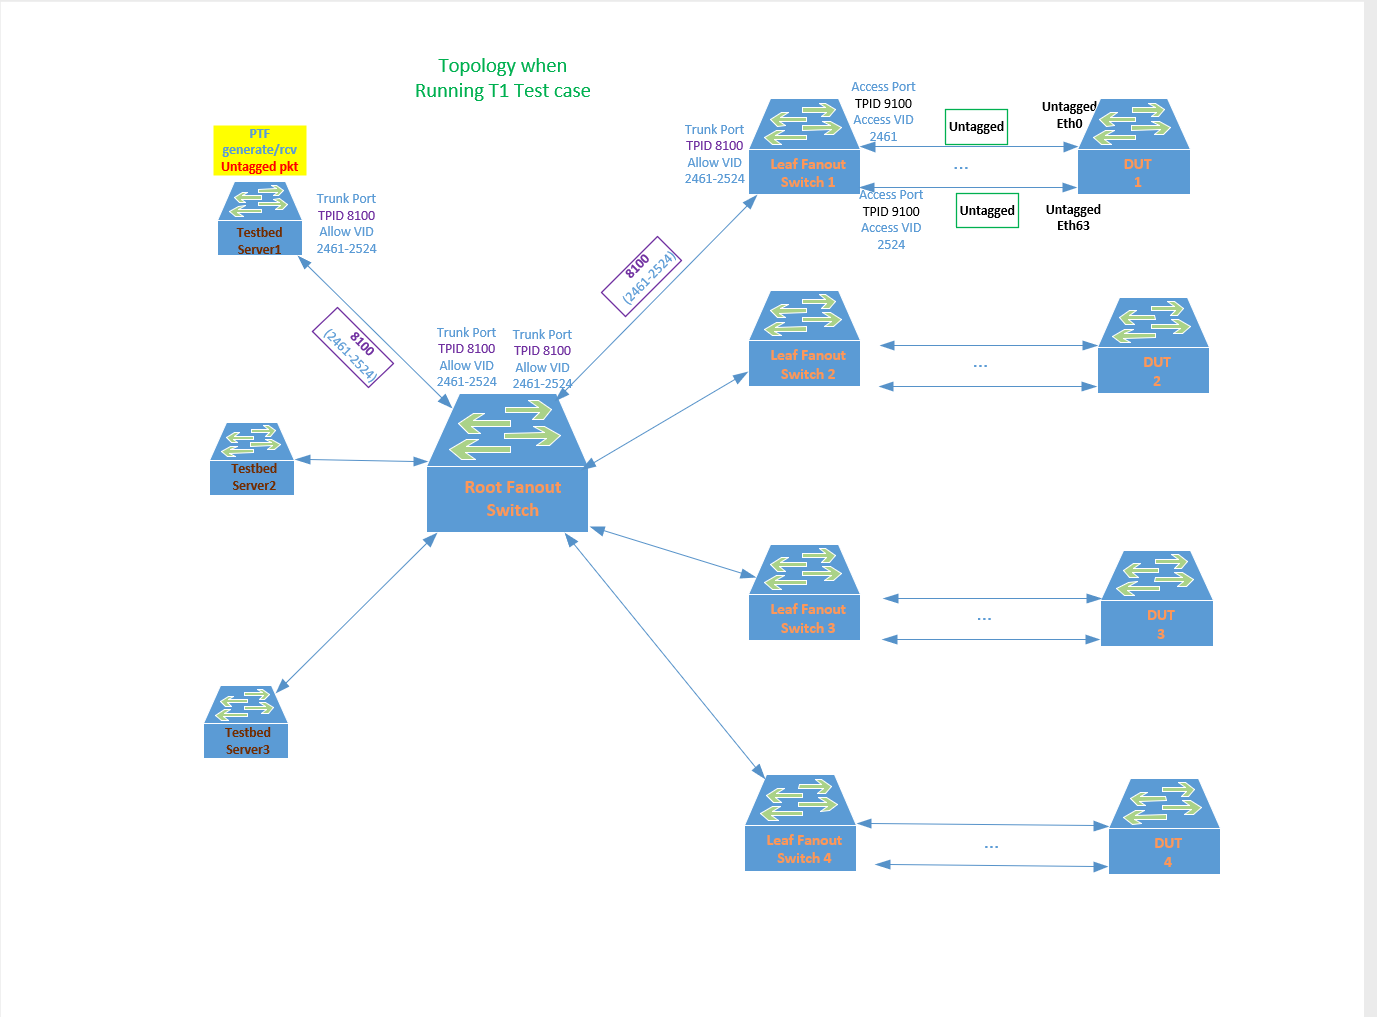 Topology when
Running T1 Test case
PTF
generate/rcv
Untagged pkt
Testbed
Server1
Trunk Port
TPID 8100
Allow VID
2461-2524
8100
(2461-2524)
Trunk Port
TPID 8100
Allow VID
2461-2524
Trunk Port
TPID 8100
Allow VID
2461-2524
8100
(2461-2524)
Trunk Port
TPID 8100
Allow VID
2461-2524
Leaf Fanout
Switch 1
Access Port
TPID 9100
Access VID
2461
Untagged
Untagged
Eth0
...
DUT
1
Access Port
TPID 9100
Access VID
2524
Untagged
Untagged
Eth63
Leaf Fanout
Switch 2
...
DUT
2
Testbed
Server2
Root Fanout
Switch
Leaf Fanout
Switch 3
...
DUT
3
Testbed
Server3
Leaf Fanout
Switch 4
...
DUT
4